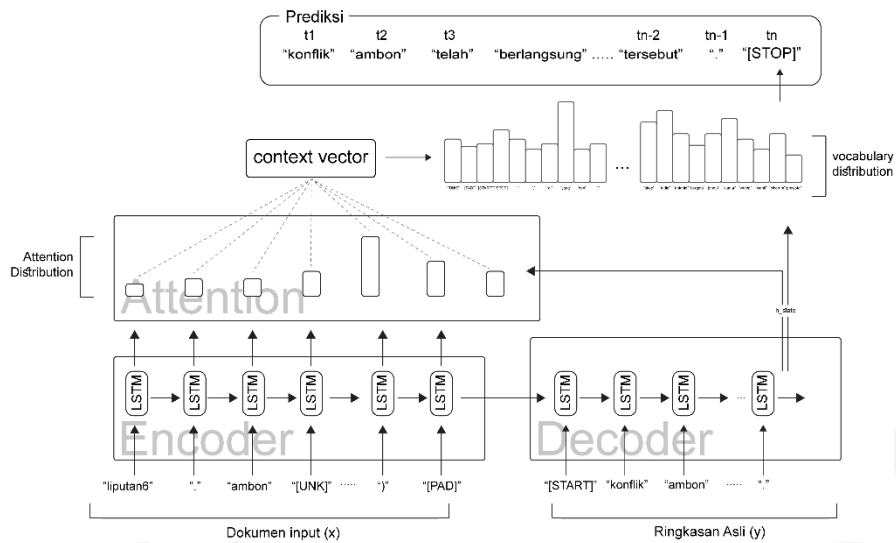 Prediksi
t1 t2 t3 tn-2 tn-1 tn
“konflik” “ambon” “telah” “berlangsung” ..... “tersebut” “.” “[STOP]”
context vector
...
vocabulary
distribution
Attention
Distribution
Attention
h_state
LSTM LSTM LSTM LSTM LSTM LSTM
Encoder
LSTM LSTM LSTM ... LSTM
Decoder
“liputan6” “.” “ambon” “[UNK]” ..... “)” “[PAD]”
“[START]” “konflik” “ambon” ..... “.”
Dokumen input (x)
Ringkasan Asli (y)